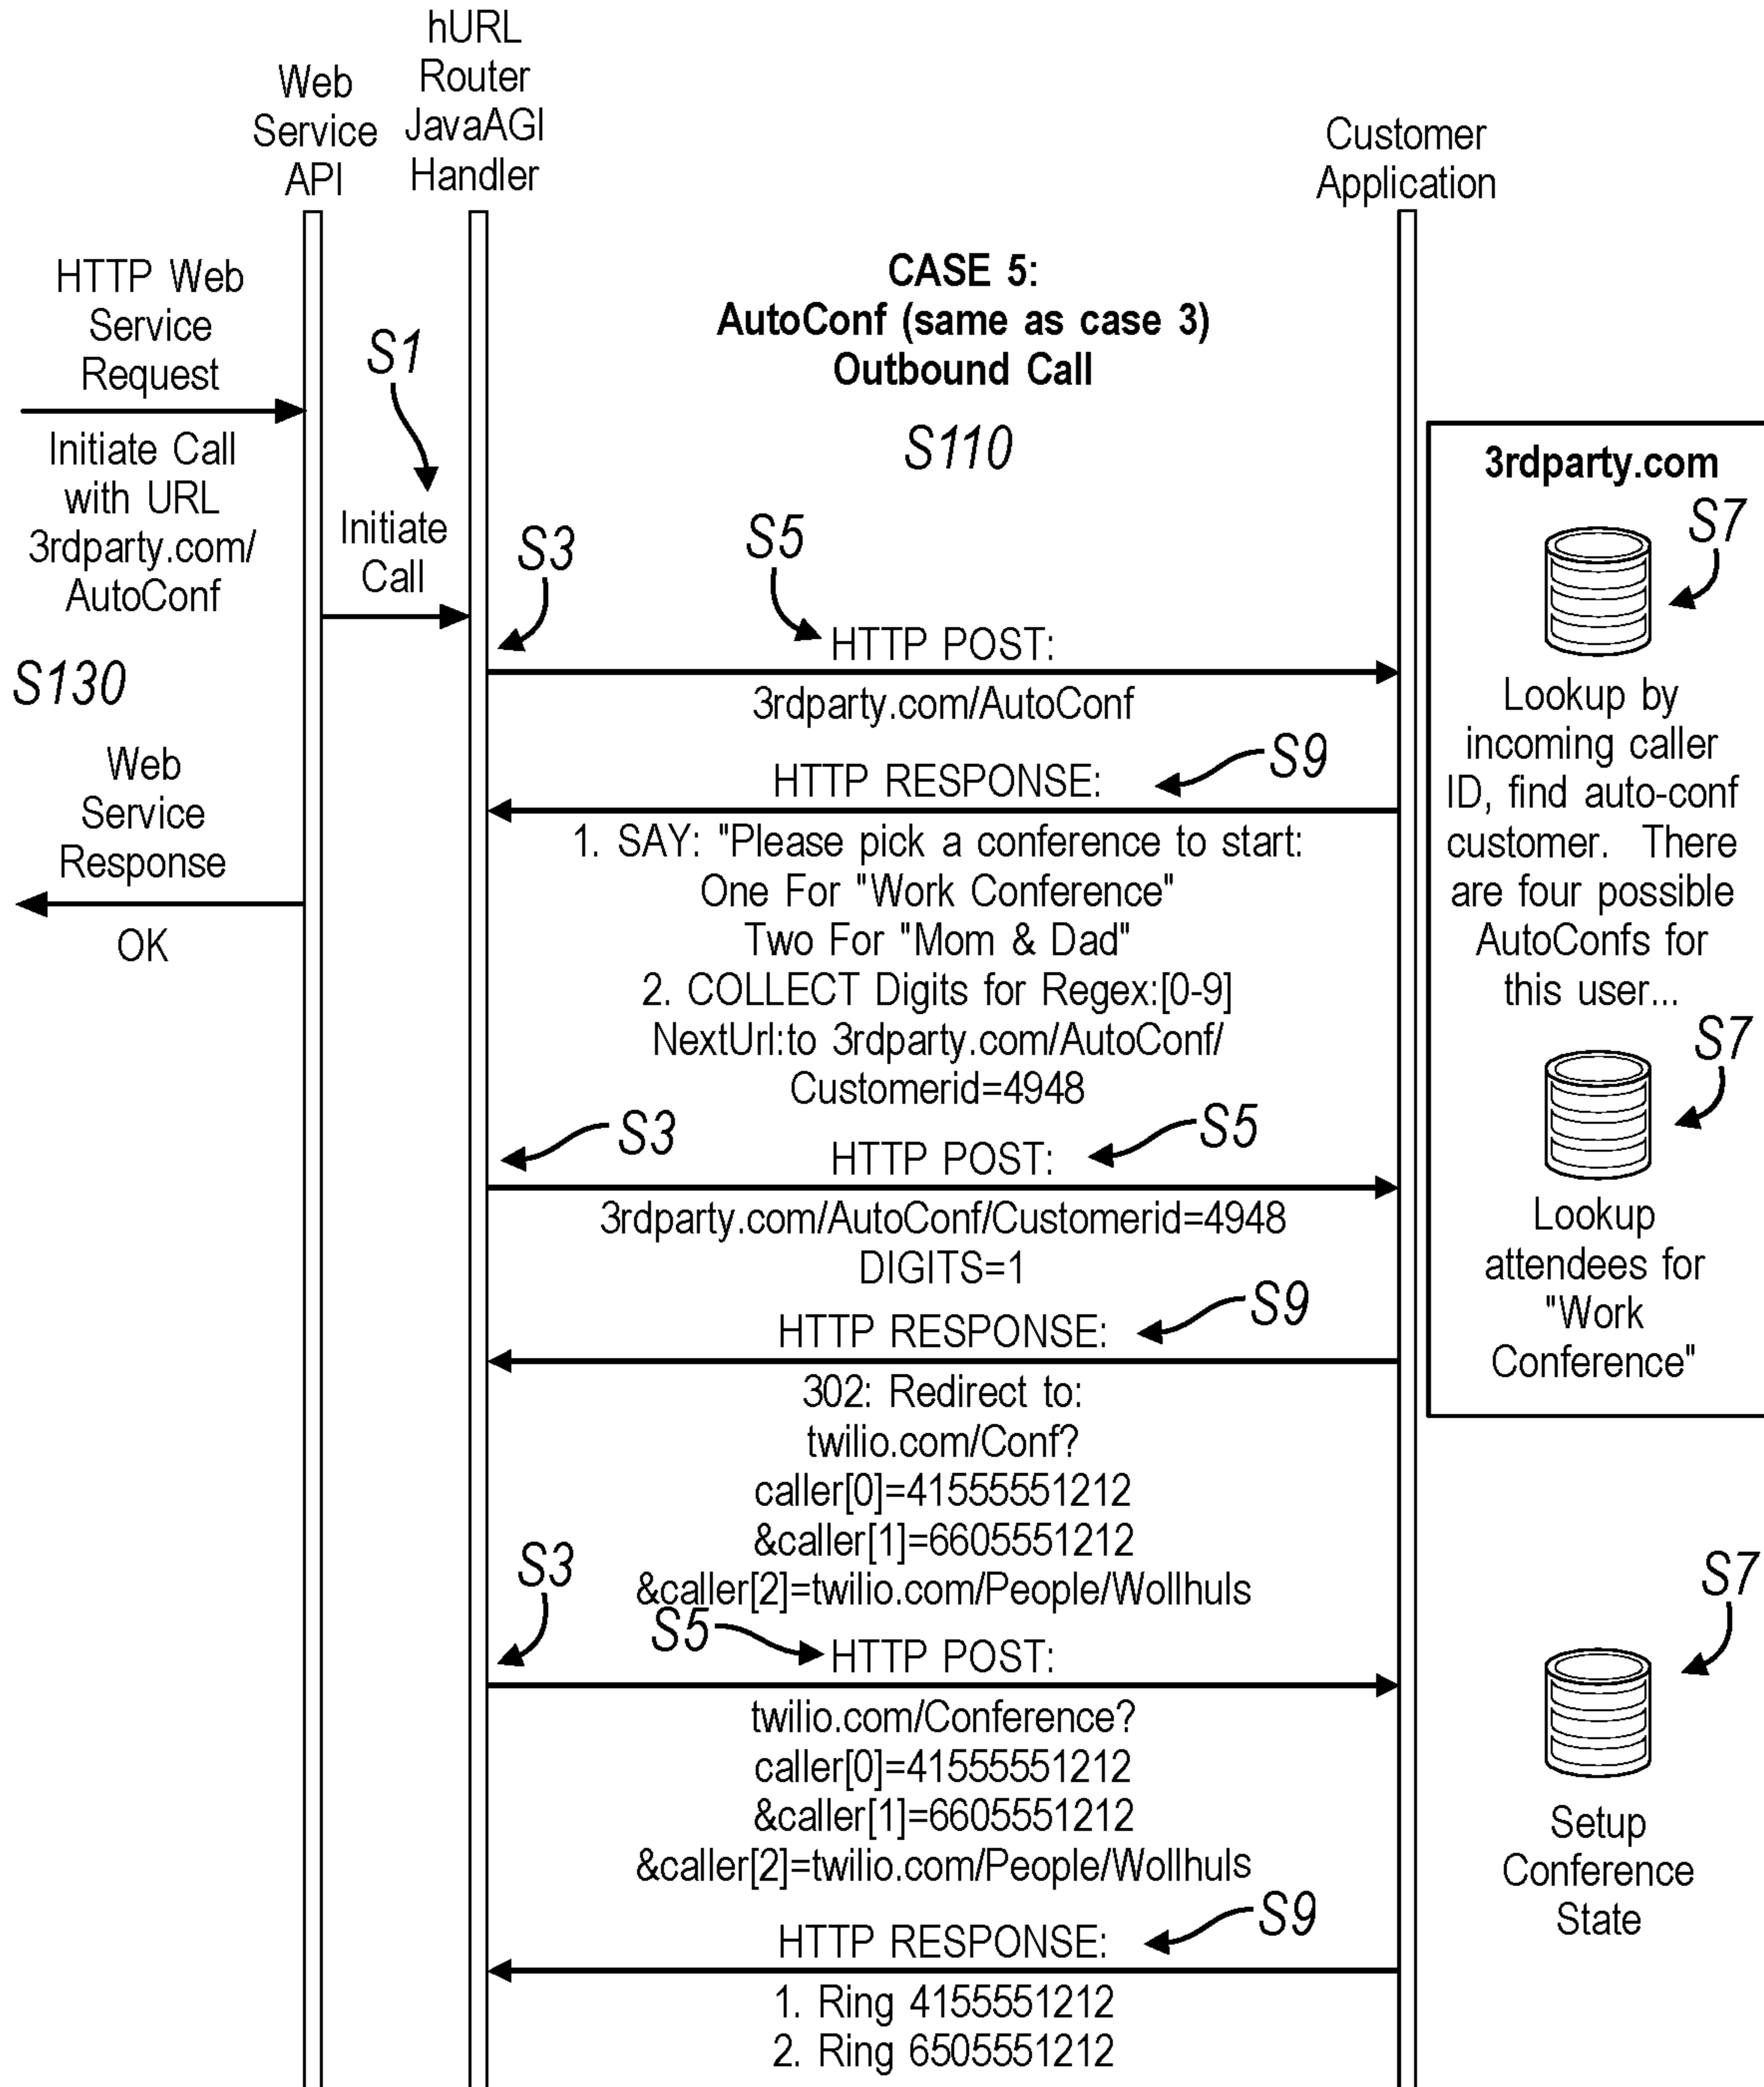 hURL
Router
JavaAGI
Handler
Web
Service
API
Customer
Application
HTTP Web
Service
Request
Initiate Call
with URL
3rdparty.com/
AutoConf
S130
Web
Service
Response
OK
S1
Initiate
Call
CASE 5:
AutoConf (same as case 3)
Outbound Call
S110
S3
S5
HTTP POST:
3rdparty.com/AutoConf
HTTP RESPONSE:
S9
1. SAY: "Please pick a conference to start:
One For "Work Conference"
Two For "Mom & Dad"
2. COLLECT Digits for Regex:[0-9]
NextUrl:to 3rdparty.com/AutoConf/
Customerid=4948
S3
HTTP POST:
S5
3rdparty.com/AutoConf/Customerid=4948
DIGITS=1
HTTP RESPONSE:
S9
302: Redirect to:
twilio.com/Conf?
caller[0]=41555551212
&caller[1]=6605551212
&caller[2]=twilio.com/People/Wollhuls
S3
S5
HTTP POST:
twilio.com/Conference?
caller[0]=41555551212
&caller[1]=6605551212
&caller[2]=twilio.com/People/Wollhuls
HTTP RESPONSE:
S9
1. Ring 4155551212
2. Ring 6505551212
3rdparty.com
S7
Lookup by
incoming caller
ID, find auto-conf
customer. There
are four possible
AutoConfs for
this user...
S7
Lookup
attendees for
"Work
Conference"
S7
Setup
Conference
State